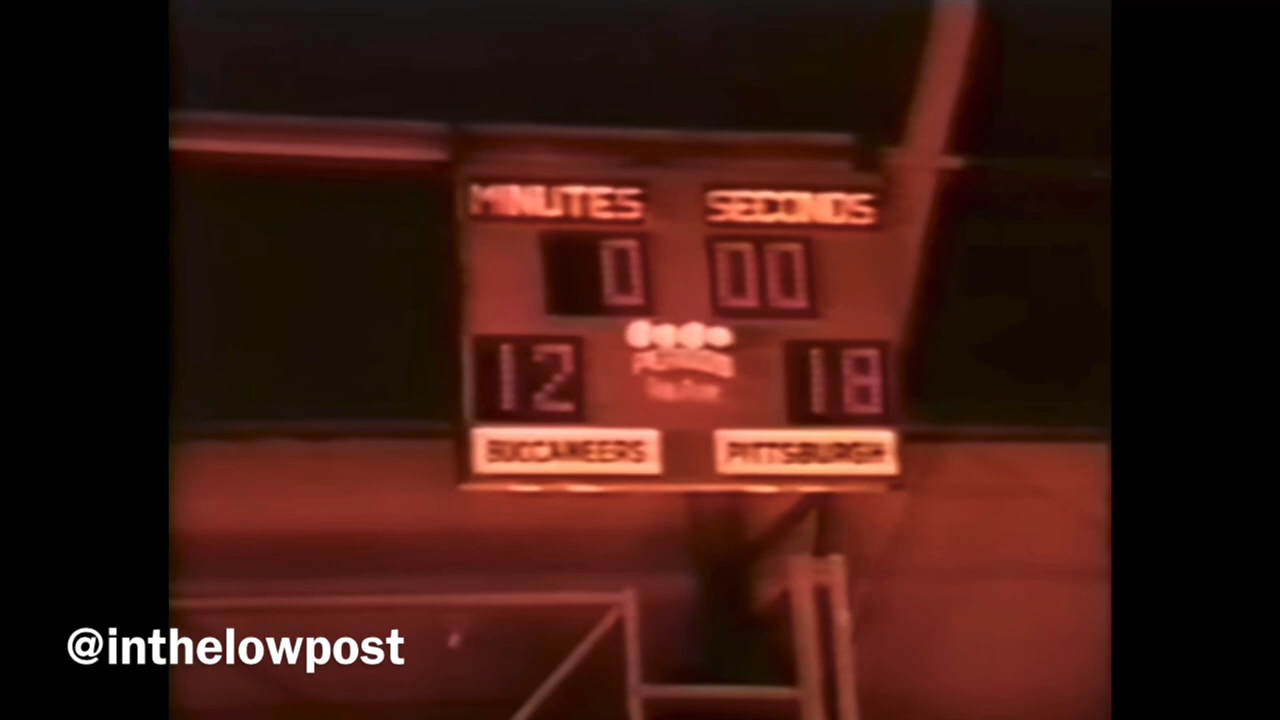 MINUTES SECONDS
0 00
12 18
BUCCANEERS PITTSBURGH
@inthelowpost